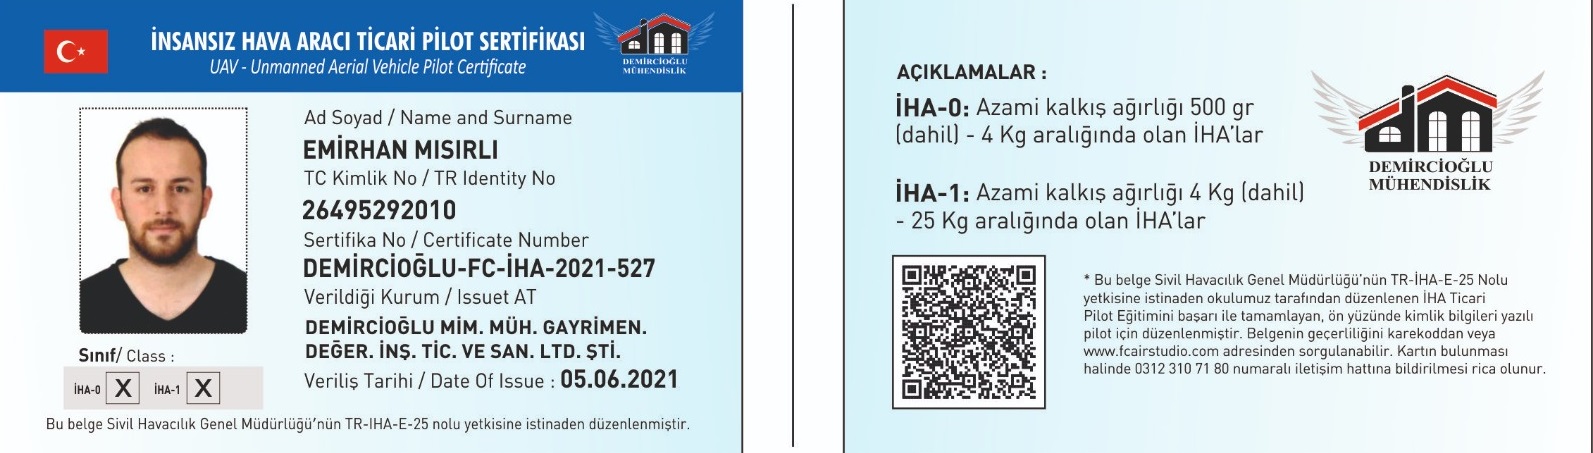 İNSANSIZ HAVA ARACI TİCARİ PİLOT SERTİFİKASI
UAV - Unmanned Aerial Vehicle Pilot Certificate
DEMİRCİOĞLU
MÜHENDİSLİK
Ad Soyad / Name and Surname
EMİRHAN MISIRLI
TC Kimlik No / TR Identity No
26495292010
Sertifika No / Certificate Number
DEMİRCİOĞLU-FC-İHA-2021-527
Verildiği Kurum / Issuet AT
DEMİRCİOĞLU MİM. MÜH. GAYRİMEN.
DEĞER. İNŞ. TİC. VE SAN. LTD. ŞTİ.
Veriliş Tarihi / Date Of Issue : 05.06.2021
Sınıf/ Class :
İHA-0 X İHA-1 X
Bu belge Sivil Havacılık Genel Müdürlüğü'nün TR-IHA-E-25 nolu yetkisine istinaden düzenlenmiştir.
AÇIKLAMALAR :
İHA-0: Azami kalkış ağırlığı 500 gr
(dahil) - 4 Kg aralığında olan İHA'lar
İHA-1: Azami kalkış ağırlığı 4 Kg (dahil)
- 25 Kg aralığında olan İHA'lar
DEMİRCİOĞLU
MÜHENDİSLİK
* Bu belge Sivil Havacılık Genel Müdürlüğü'nün TR-İHA-E-25 Nolu
yetkisine istinaden okulumuz tarafından düzenlenen İHA Ticari
Pilot Eğitimini başarı ile tamamlayan, ön yüzünde kimlik bilgileri yazılı
pilot için düzenlenmiştir. Belgenin geçerliliğini karekoddan veya
www.fcairstudio.com adresinden sorgulanabilir. Kartın bulunması
halinde 0312 310 71 80 numaralı iletişim hattına bildirilmesi rica olunur.